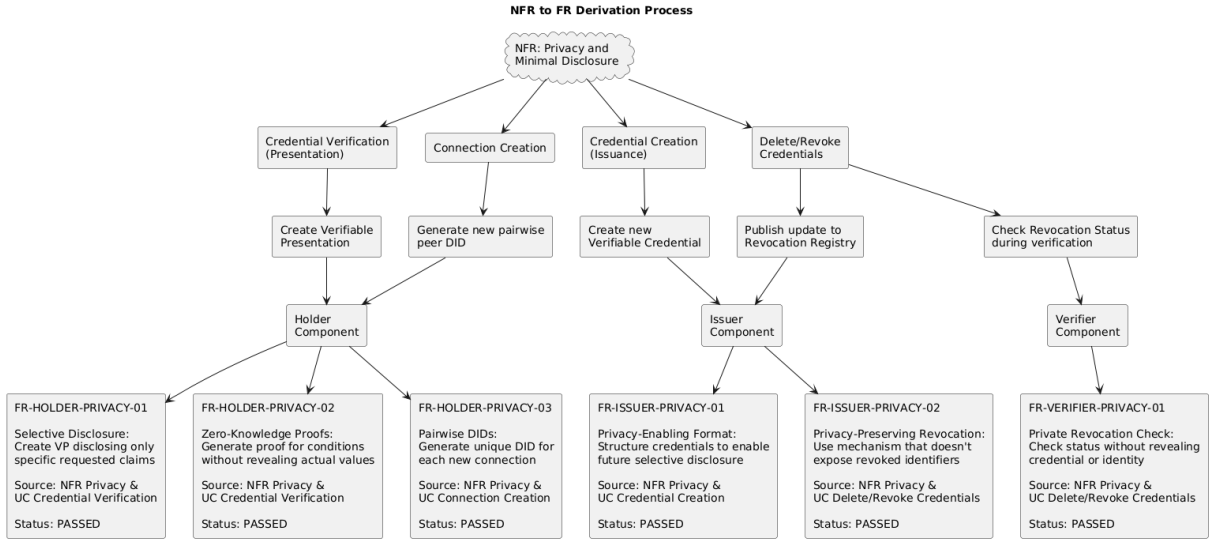 NFR to FR Derivation Process
NFR: Privacy and
Minimal Disclosure
Credential Verification
(Presentation)
Connection Creation
Credential Creation
(Issuance)
Delete/Revoke
Credentials
Create Verifiable
Presentation
Generate new pairwise
peer DID
Create new
Verifiable Credential
Publish update to
Revocation Registry
Check Revocation Status
during verification
Holder
Component
Issuer
Component
Verifier
Component
FR-HOLDER-PRIVACY-01
Selective Disclosure:
Create VP disclosing only
specific requested claims
Source: NFR Privacy &
UC Credential Verification
Status: PASSED
FR-HOLDER-PRIVACY-02
Zero-Knowledge Proofs:
Generate proof for conditions
without revealing actual values
Source: NFR Privacy &
UC Credential Verification
Status: PASSED
FR-HOLDER-PRIVACY-03
Pairwise DIDs:
Generate unique DID for
each new connection
Source: NFR Privacy &
UC Connection Creation
Status: PASSED
FR-ISSUER-PRIVACY-01
Privacy-Enabling Format:
Structure credentials to enable
future selective disclosure
Source: NFR Privacy &
UC Credential Creation
Status: PASSED
FR-ISSUER-PRIVACY-02
Privacy-Preserving Revocation:
Use mechanism that doesn't
expose revoked identifiers
Source: NFR Privacy &
UC Delete/Revoke Credentials
Status: PASSED
FR-VERIFIER-PRIVACY-01
Private Revocation Check:
Check status without revealing
credential or identity
Source: NFR Privacy &
UC Delete/Revoke Credentials
Status: PASSED